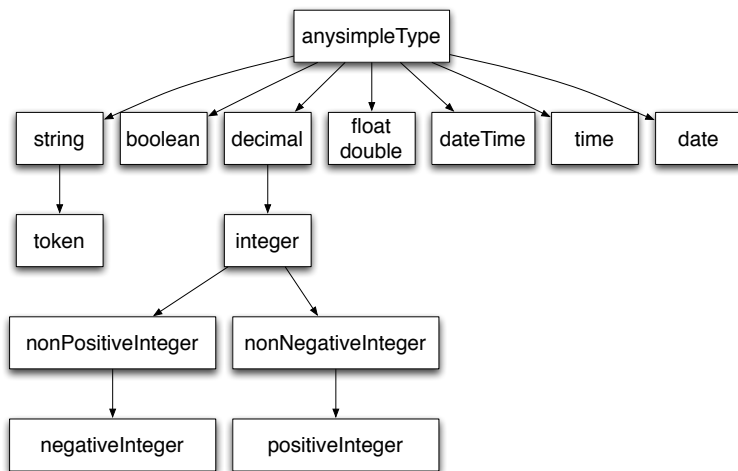 anysimpleType
string
boolean
decimal
float
double
dateTime
time
date
token
integer
nonPositiveInteger
nonNegativeInteger
negativeInteger
positiveInteger